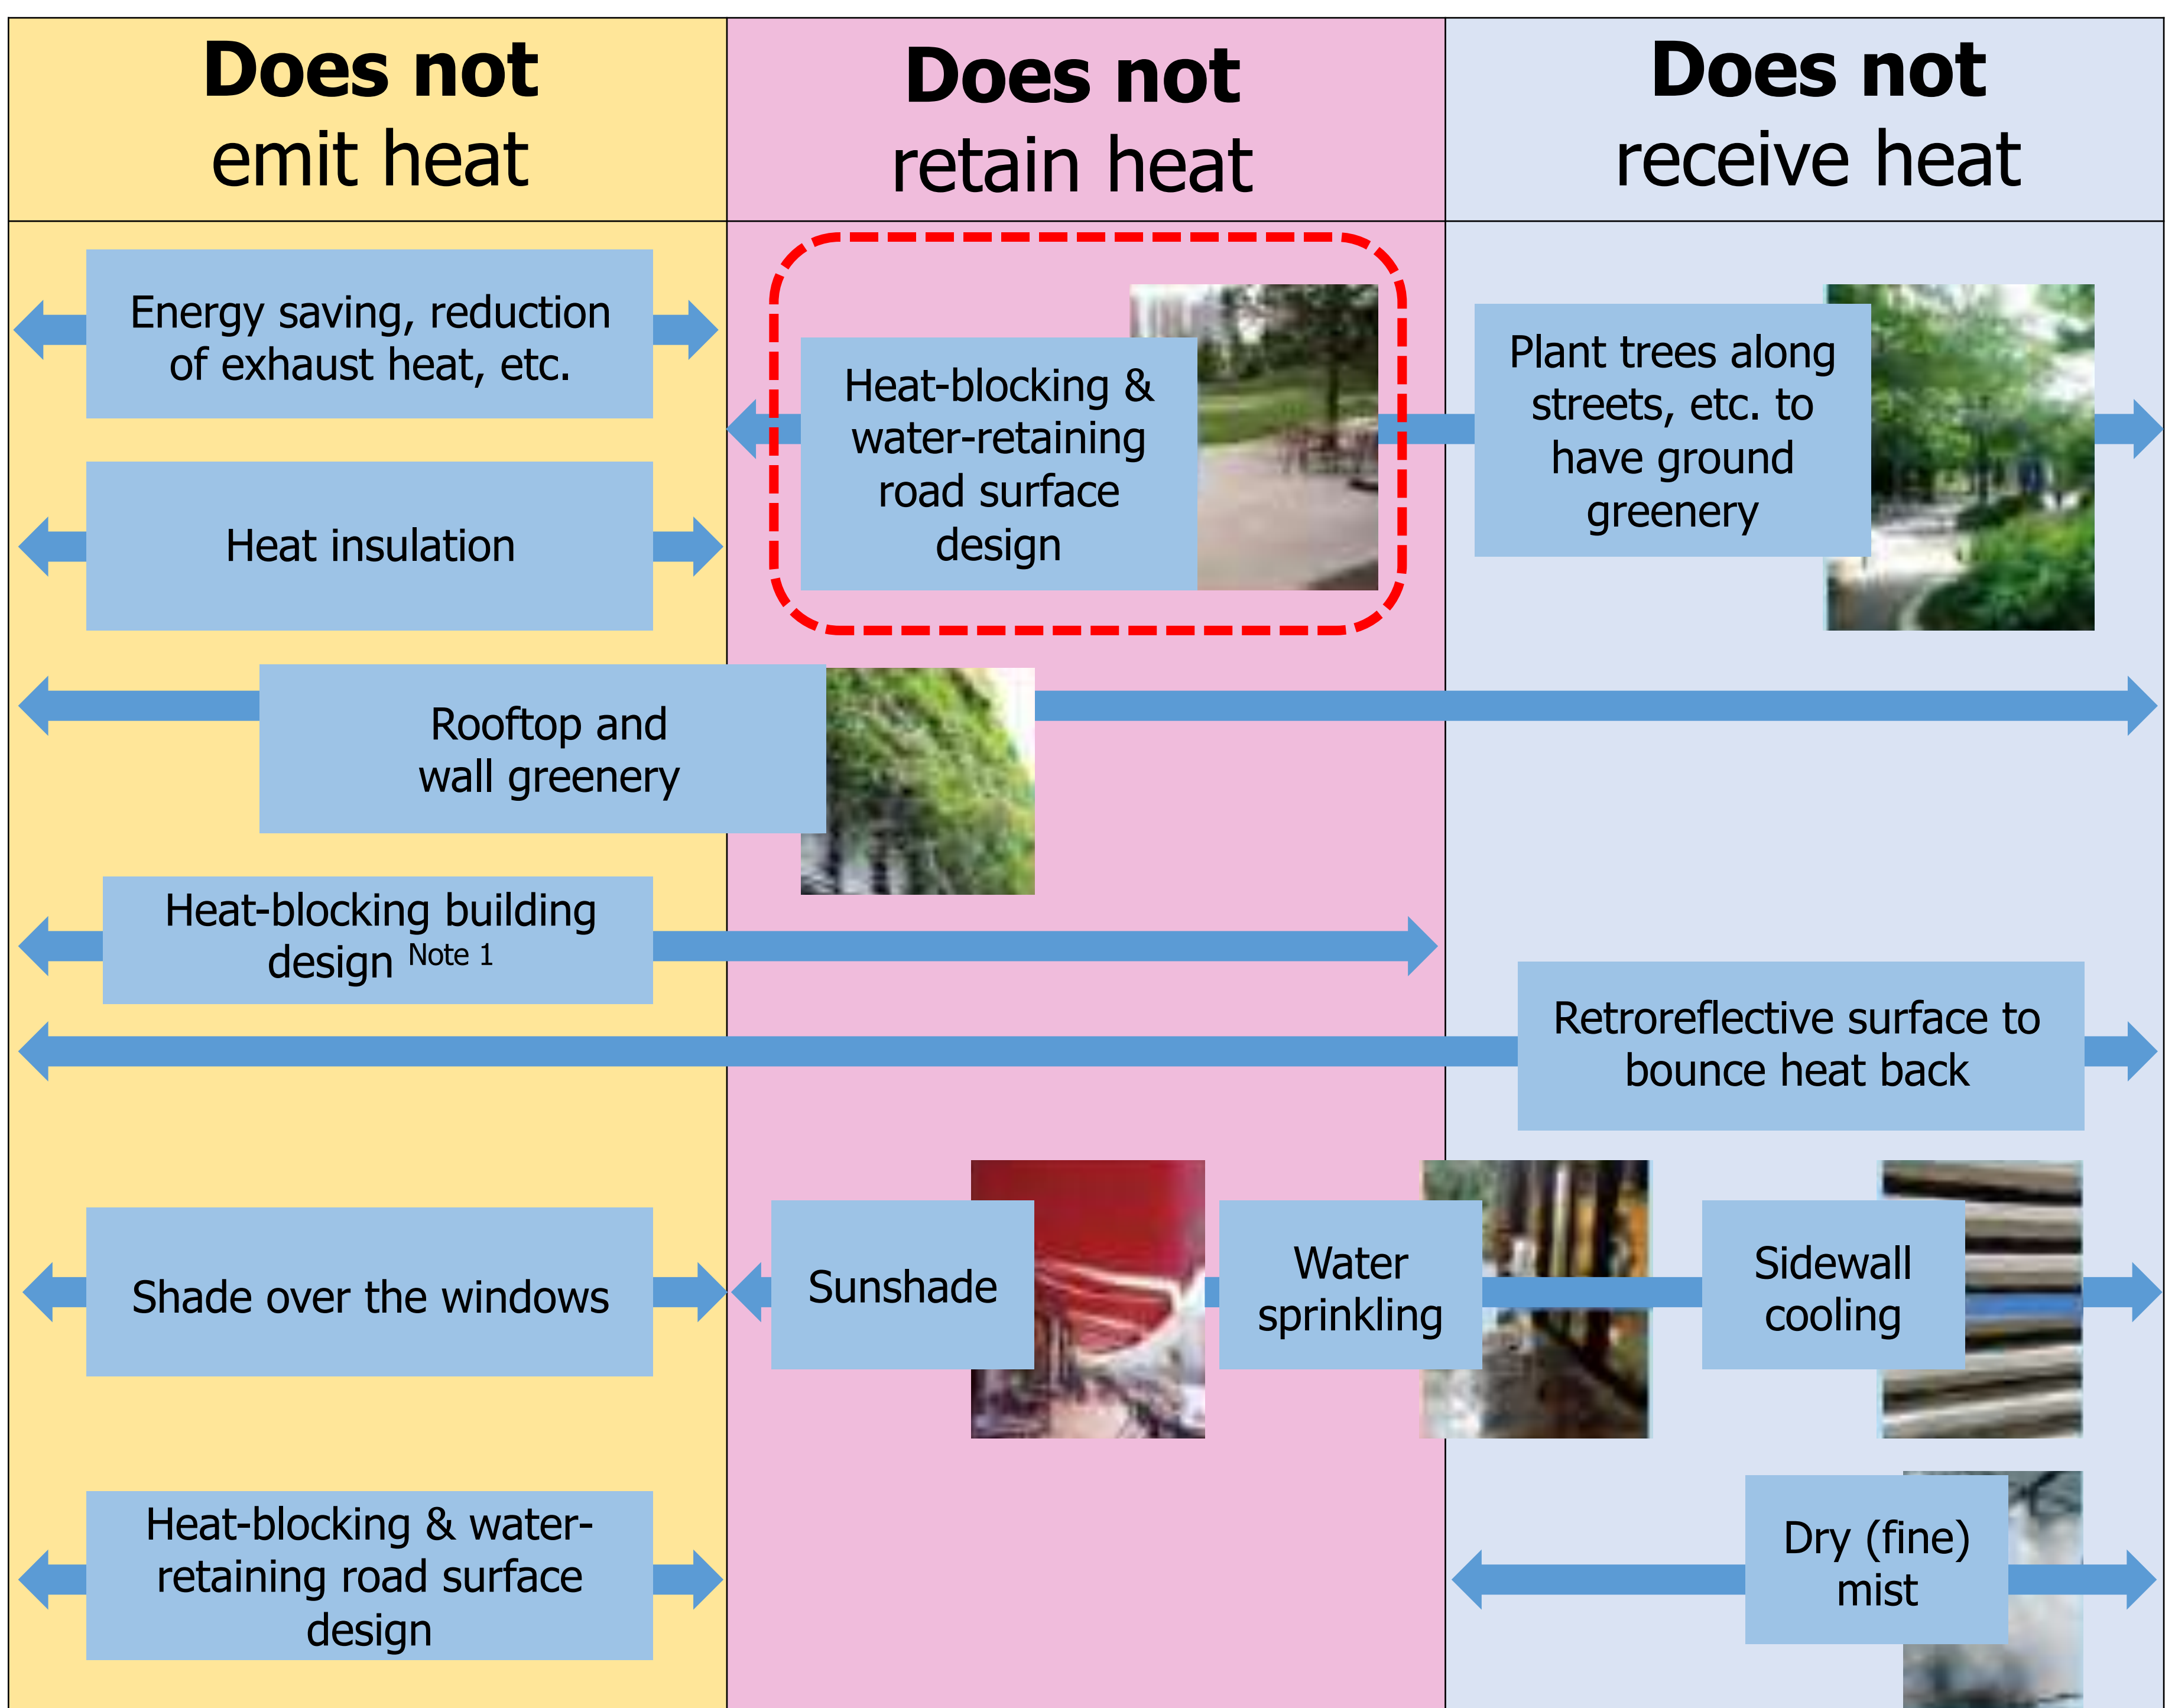 Does not
emit heat
Does not
retain heat
Does not
receive heat
Energy saving, reduction
of exhaust heat, etc.
Heat-blocking &
water-retaining
road surface
design
Plant trees along
streets, etc. to
have ground
greenery
Heat insulation
Rooftop and
wall greenery
Heat-blocking building
design Note 1
Retroreflective surface to
bounce heat back
Shade over the windows
Sunshade
Water
sprinkling
Sidewall
cooling
Heat-blocking & water-
retaining road surface
design
Dry (fine)
mist